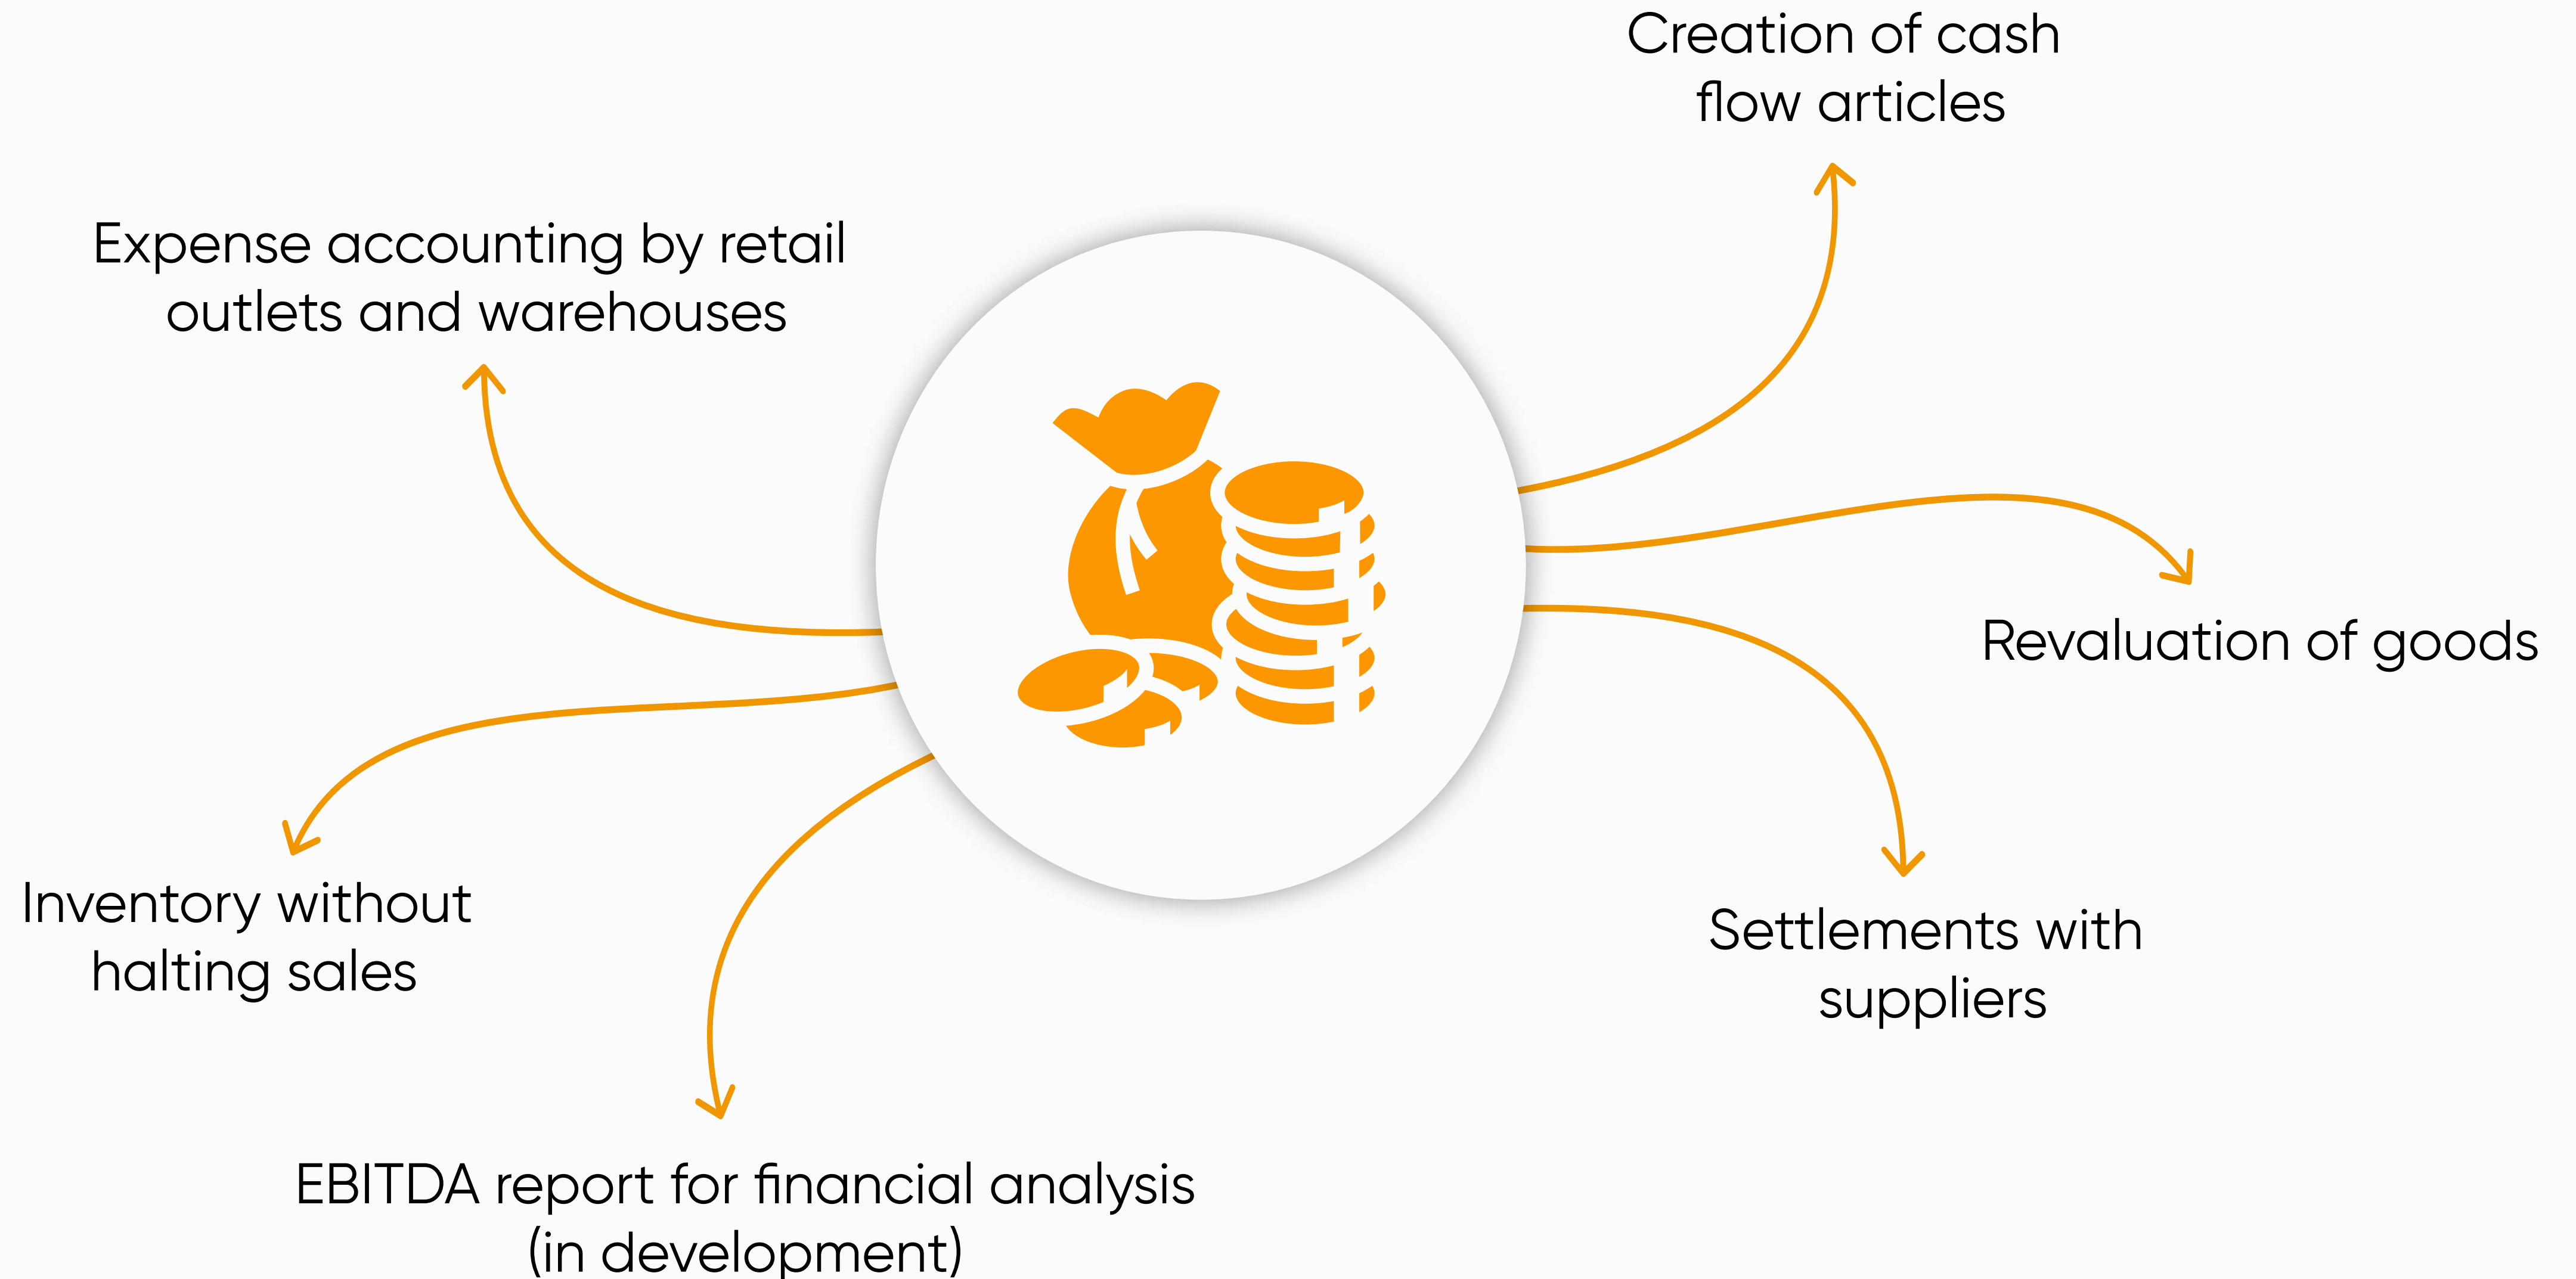 Creation of cash
flow articles
Expense accounting by retail
outlets and warehouses
Revaluation of goods
Inventory without
halting sales
Settlements with
suppliers
EBITDA report for financial analysis
(in development)